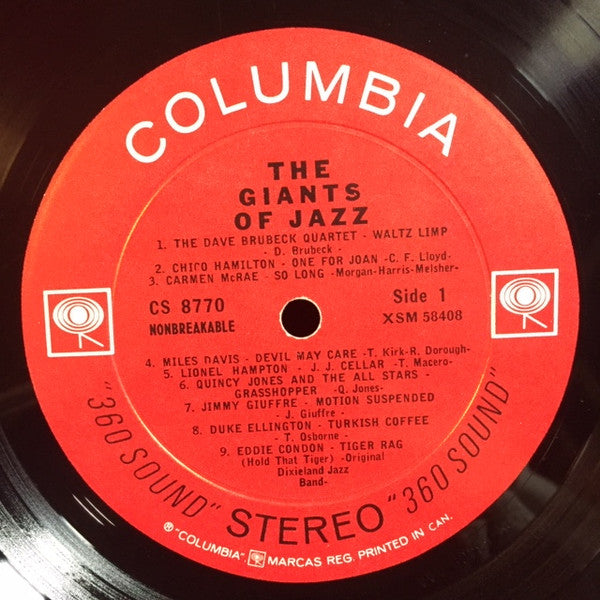 COLUMBIA
THE
GIANTS
OF JAZZ
1. THE DAVE BRUBECK QUARTET - WALTZ LIMP
- D. Brubeck -
2. CHICO HAMILTON - ONE FOR JOAN -C. F. Lloyd-
3. CARMEN McRAE - SO LONG -Morgan-Harris-Melsher-
CS 8770
NONBREAKABLE
Side 1
XSM 58408
4. MILES DAVIS - DEVIL MAY CARE -T. Kirk-R. Dorough-
5. LIONEL HAMPTON - J. J. CELLAR -T. Macero-
6. QUINCY JONES AND THE ALL STARS -
GRASSHOPPER -Q. Jones-
7. JIMMY GIUFFRE - MOTION SUSPENDED
- J. Giuffre -
8. DUKE ELLINGTON - TURKISH COFFEE
- T. Osborne -
9. EDDIE CONDON - TIGER RAG
(Hold That Tiger) -Original
Dixieland Jazz
Band-
"360 SOUND" STEREO "360 SOUND"
℗ "COLUMBIA", MARCAS REG. PRINTED IN CAN.